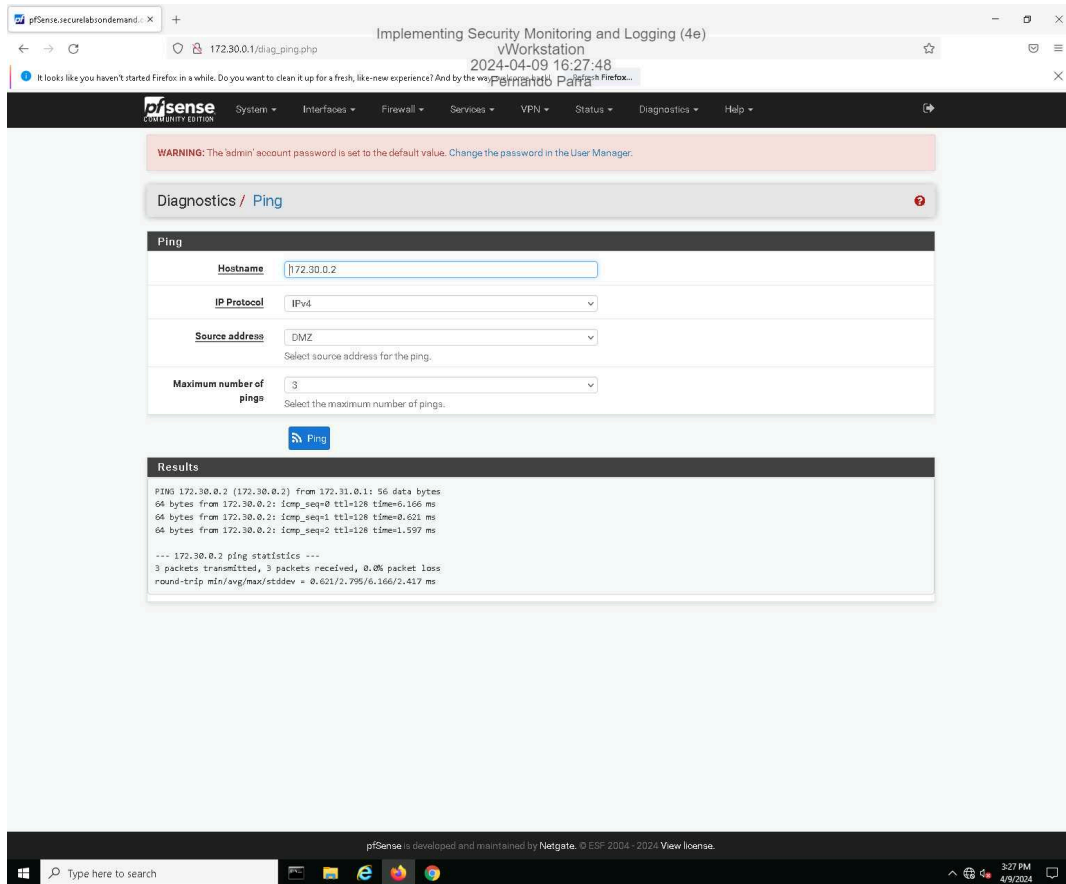 pfSense.securelabsondemand.c
172.30.0.1/diag_ping.php
Implementing Security Monitoring and Logging (4e)
vWorkstation
2024-04-09 16:27:48
Pernando Parra
It looks like you haven't started Firefox in a while. Do you want to clean it up for a fresh, like-new experience? And by the way,
Refresh Firefox...
pfsense
COMMUNITY EDITION
System Interfaces Firewall Services VPN Status Diagnostics Help
WARNING: The 'admin' account password is set to the default value. Change the password in the User Manager.
Diagnostics / Ping
Ping
Hostname 172.30.0.2
IP Protocol IPv4
Source address DMZ
Select source address for the ping.
Maximum number of pings 3
Select the maximum number of pings.
Ping
Results
PING 172.30.0.2 (172.30.0.2) from 172.31.0.1: 56 data bytes
64 bytes from 172.30.0.2: icmp_seq=0 ttl=128 time=6.166 ms
64 bytes from 172.30.0.2: icmp_seq=1 ttl=128 time=0.621 ms
64 bytes from 172.30.0.2: icmp_seq=2 ttl=128 time=1.597 ms
--- 172.30.0.2 ping statistics ---
3 packets transmitted, 3 packets received, 0.0% packet loss
round-trip min/avg/max/stddev = 0.621/2.795/6.166/2.417 ms
pfSense is developed and maintained by Netgate. © ESF 2004 - 2024 View license.
Type here to search
3:27 PM
4/9/2024